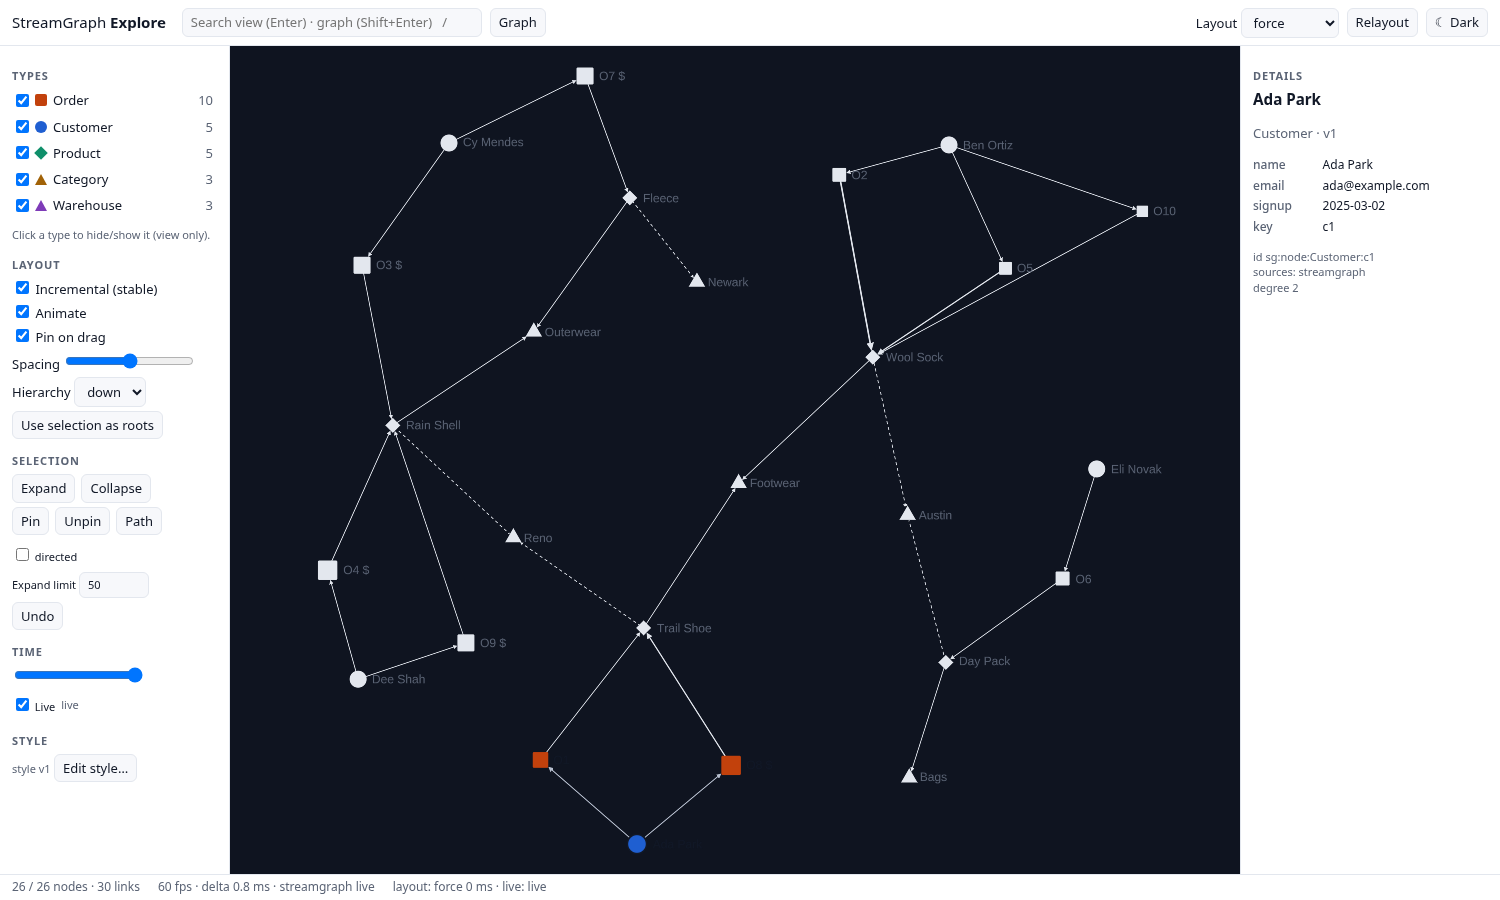 StreamGraph Explore
Search view (Enter) · graph (Shift+Enter) /
Graph
Layout
force
Relayout
☾ Dark
TYPES
Order 10
Customer 5
Product 5
Category 3
Warehouse 3
Click a type to hide/show it (view only).
LAYOUT
Incremental (stable)
Animate
Pin on drag
Spacing
Hierarchy down
Use selection as roots
SELECTION
Expand Collapse
Pin Unpin Path
directed
Expand limit 50
Undo
TIME
Live live
STYLE
style v1 Edit style…
O7 $
Cy Mendes
Ben Ortiz
O2
Fleece
O10
O3 $
O5
Newark
Outerwear
Wool Sock
Rain Shell
Eli Novak
Footwear
Austin
Reno
O4 $
O6
Trail Shoe
O9 $
Day Pack
Dee Shah
Bags
DETAILS
Ada Park
Customer · v1
name Ada Park
email ada@example.com
signup 2025-03-02
key c1
id sg:node:Customer:c1
sources: streamgraph
degree 2
26 / 26 nodes · 30 links 60 fps · delta 0.8 ms · streamgraph live layout: force 0 ms · live: live